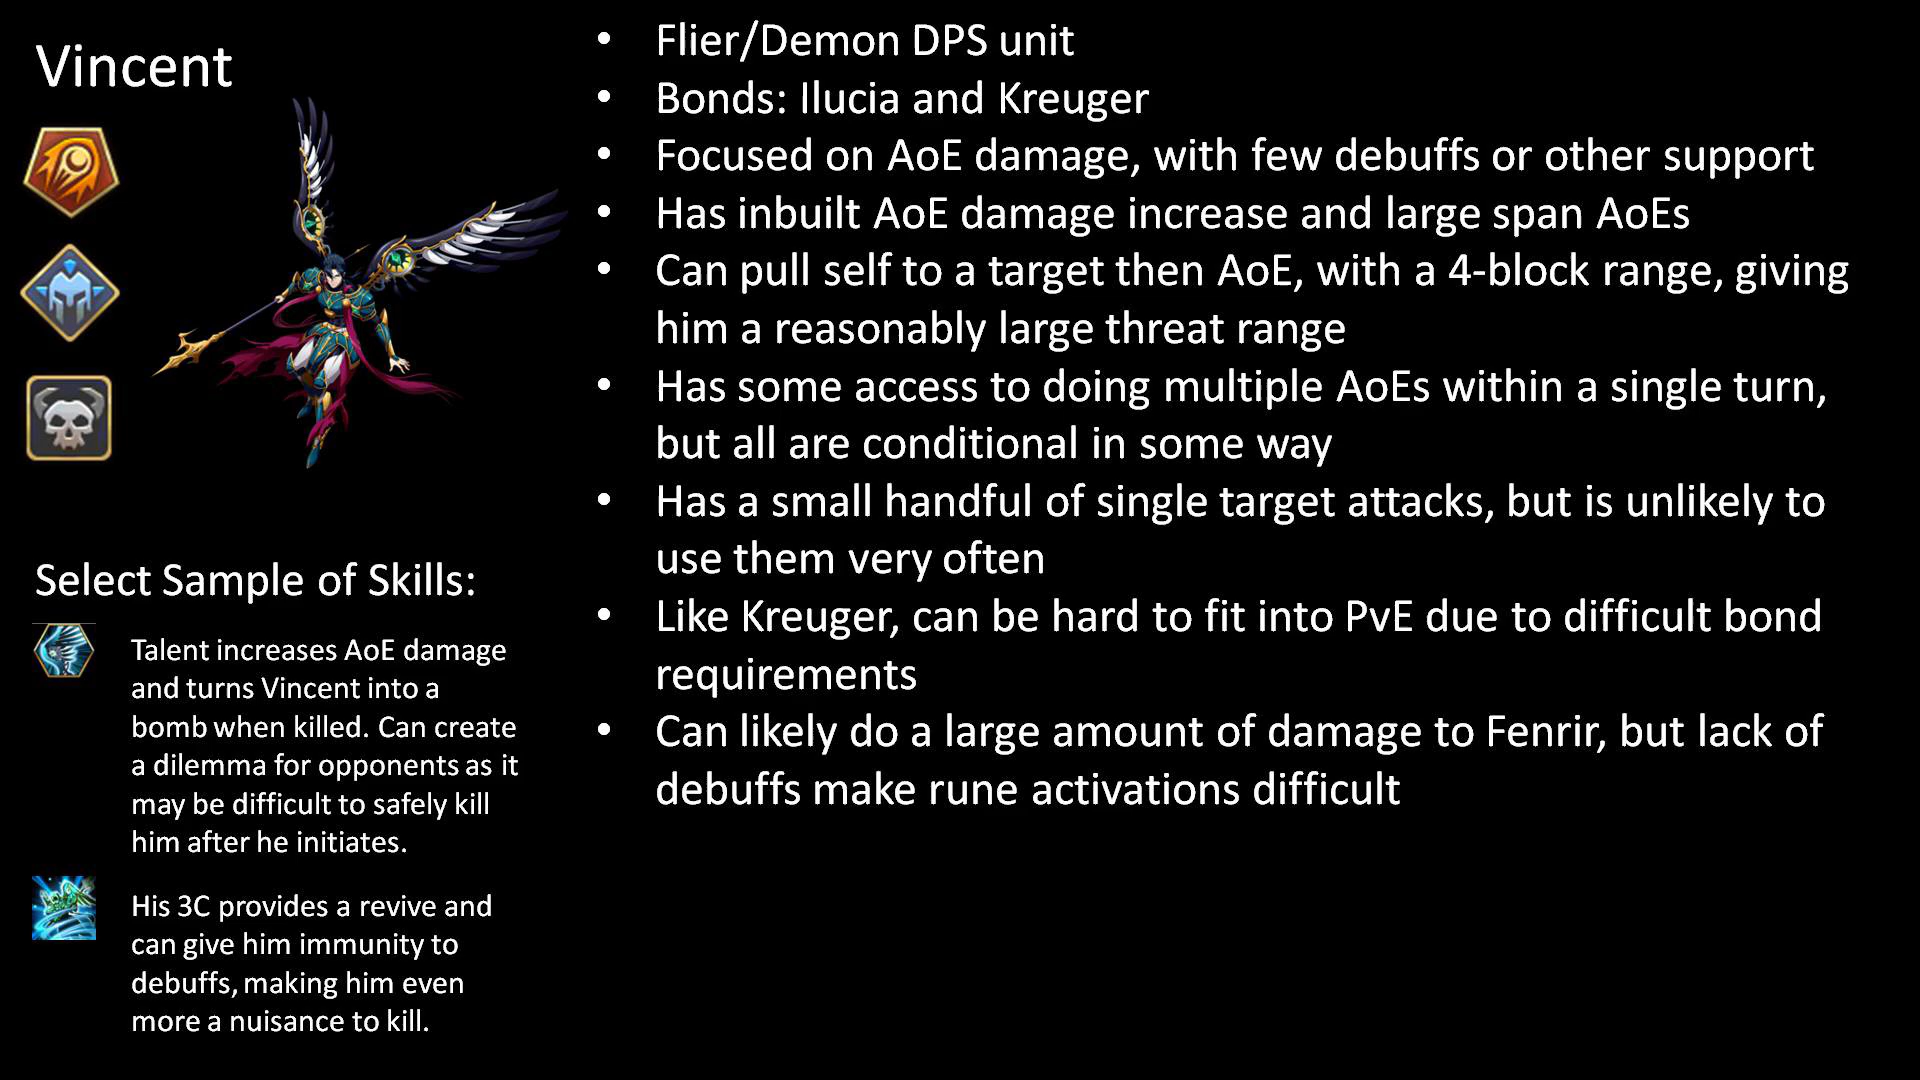 Vincent
Select Sample of Skills:
Talent increases AoE damage
and turns Vincent into a
bomb when killed. Can create
a dilemma for opponents as it
may be difficult to safely kill
him after he initiates.
His 3C provides a revive and
can give him immunity to
debuffs, making him even
more a nuisance to kill.
• Flier/Demon DPS unit
• Bonds: Ilucia and Kreuger
• Focused on AoE damage, with few debuffs or other support
• Has inbuilt AoE damage increase and large span AoEs
• Can pull self to a target then AoE, with a 4-block range, giving
him a reasonably large threat range
• Has some access to doing multiple AoEs within a single turn,
but all are conditional in some way
• Has a small handful of single target attacks, but is unlikely to
use them very often
• Like Kreuger, can be hard to fit into PvE due to difficult bond
requirements
• Can likely do a large amount of damage to Fenrir, but lack of
debuffs make rune activations difficult